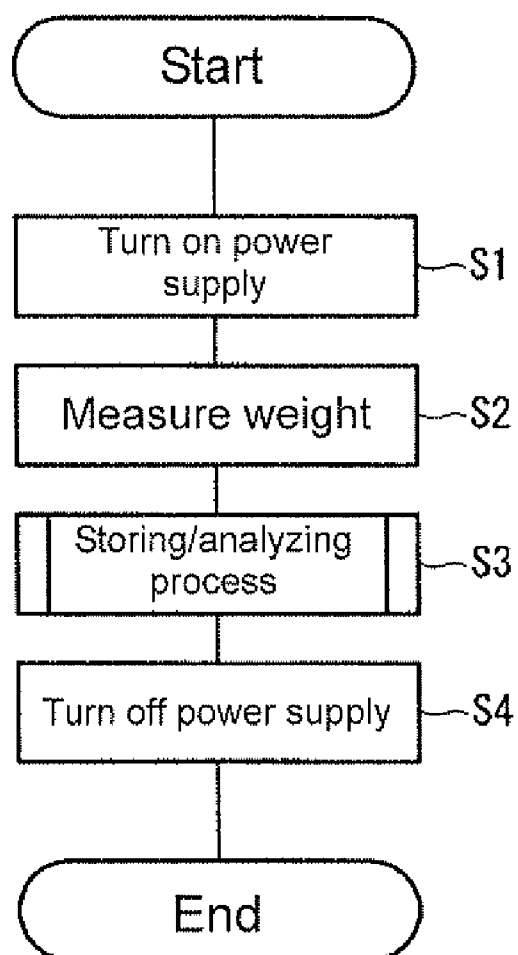 Start
Turn on power
supply
S1
Measure weight
S2
Storing/analyzing
process
S3
Turn off power supply
S4
End